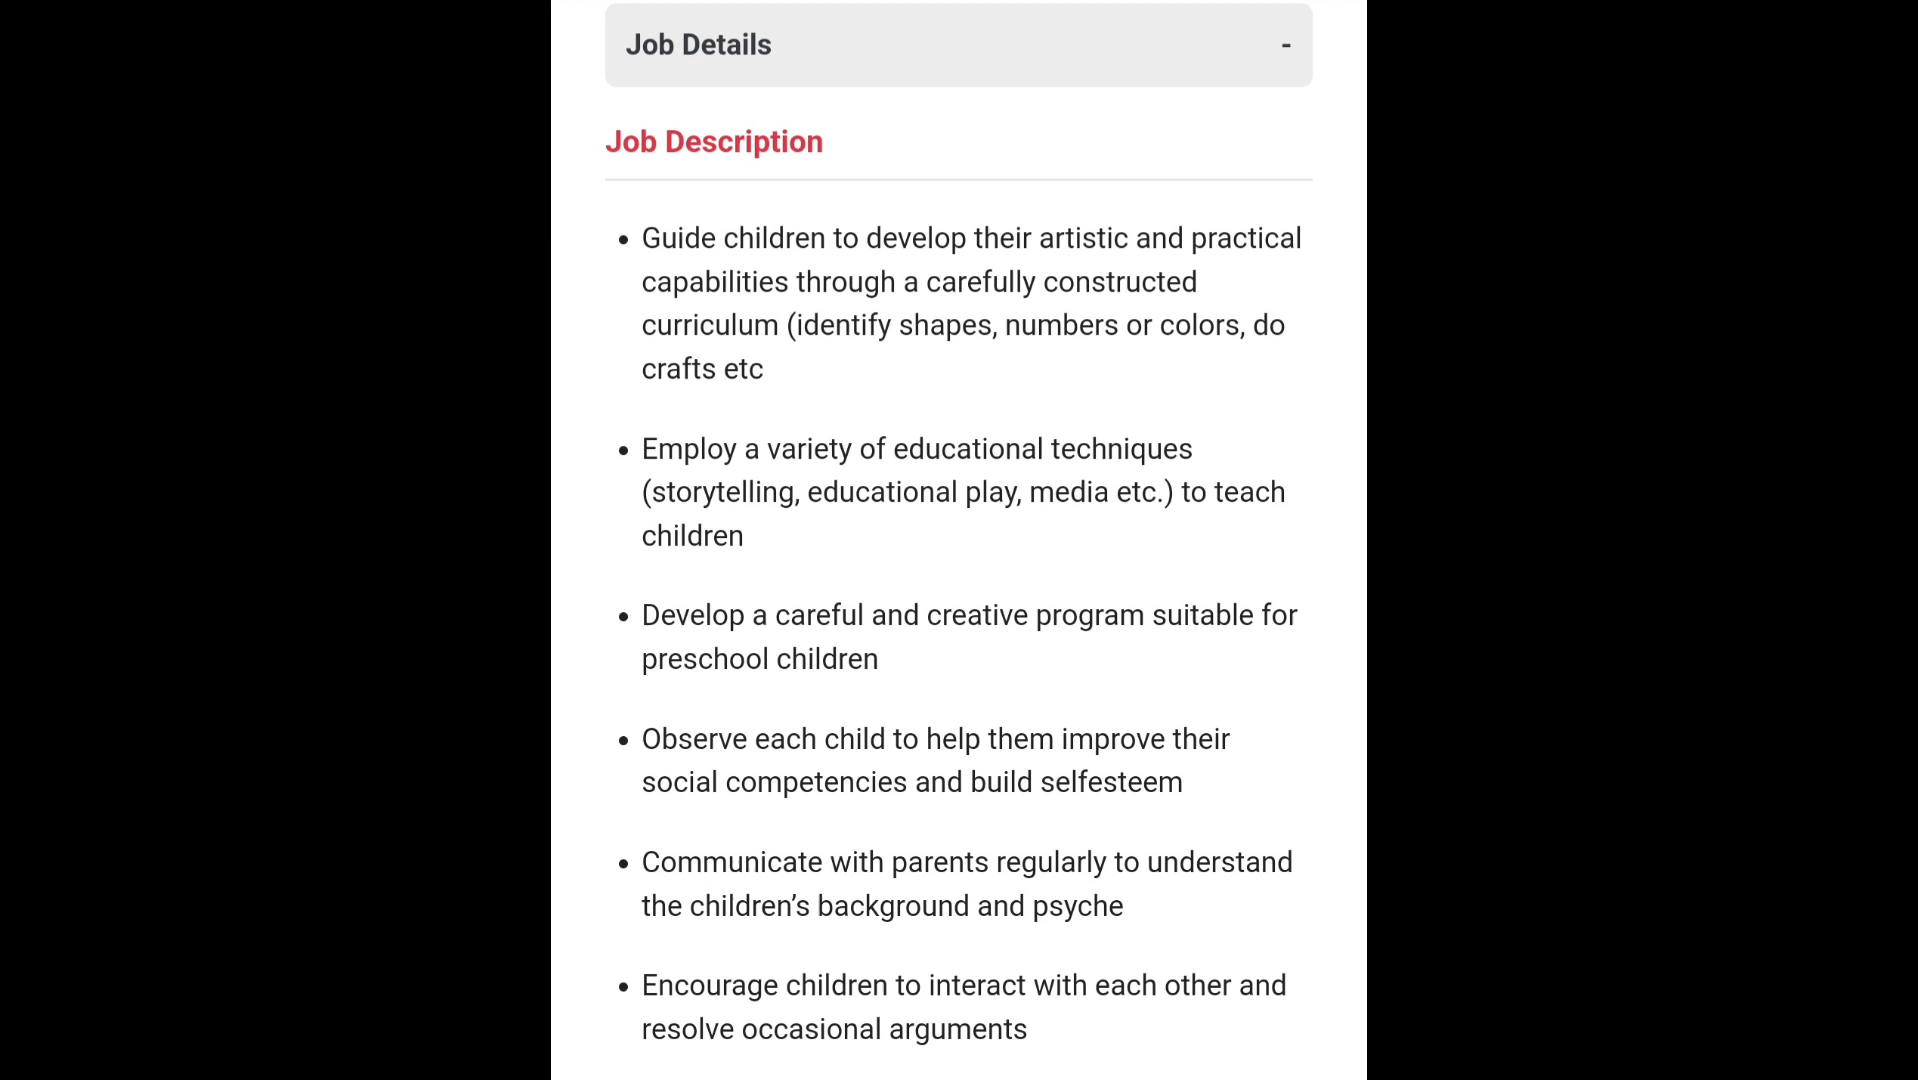 Job Details -
Job Description
• Guide children to develop their artistic and practical
capabilities through a carefully constructed
curriculum (identify shapes, numbers or colors, do
crafts etc
• Employ a variety of educational techniques
(storytelling, educational play, media etc.) to teach
children
• Develop a careful and creative program suitable for
preschool children
• Observe each child to help them improve their
social competencies and build selfesteem
• Communicate with parents regularly to understand
the children’s background and psyche
• Encourage children to interact with each other and
resolve occasional arguments